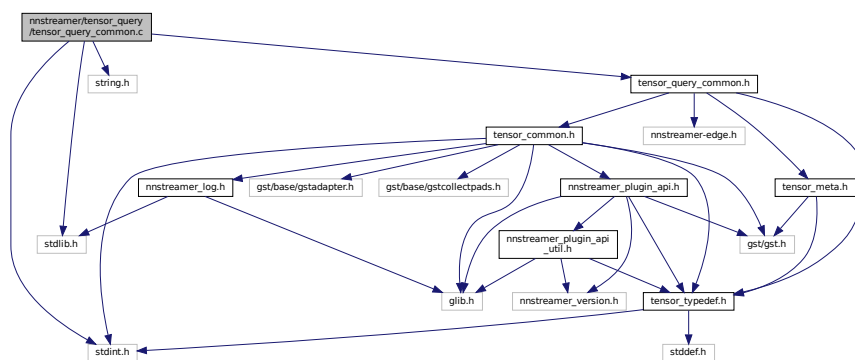 nnstreamer/tensor_query
/tensor_query_common.c
string.h
tensor_query_common.h
tensor_common.h
nnstreamer-edge.h
nnstreamer_log.h
gst/base/gstadapter.h
gst/base/gstcollectpads.h
nnstreamer_plugin_api.h
tensor_meta.h
stdlib.h
nnstreamer_plugin_api
_util.h
gst/gst.h
glib.h
nnstreamer_version.h
tensor_typedef.h
stdint.h
stddef.h